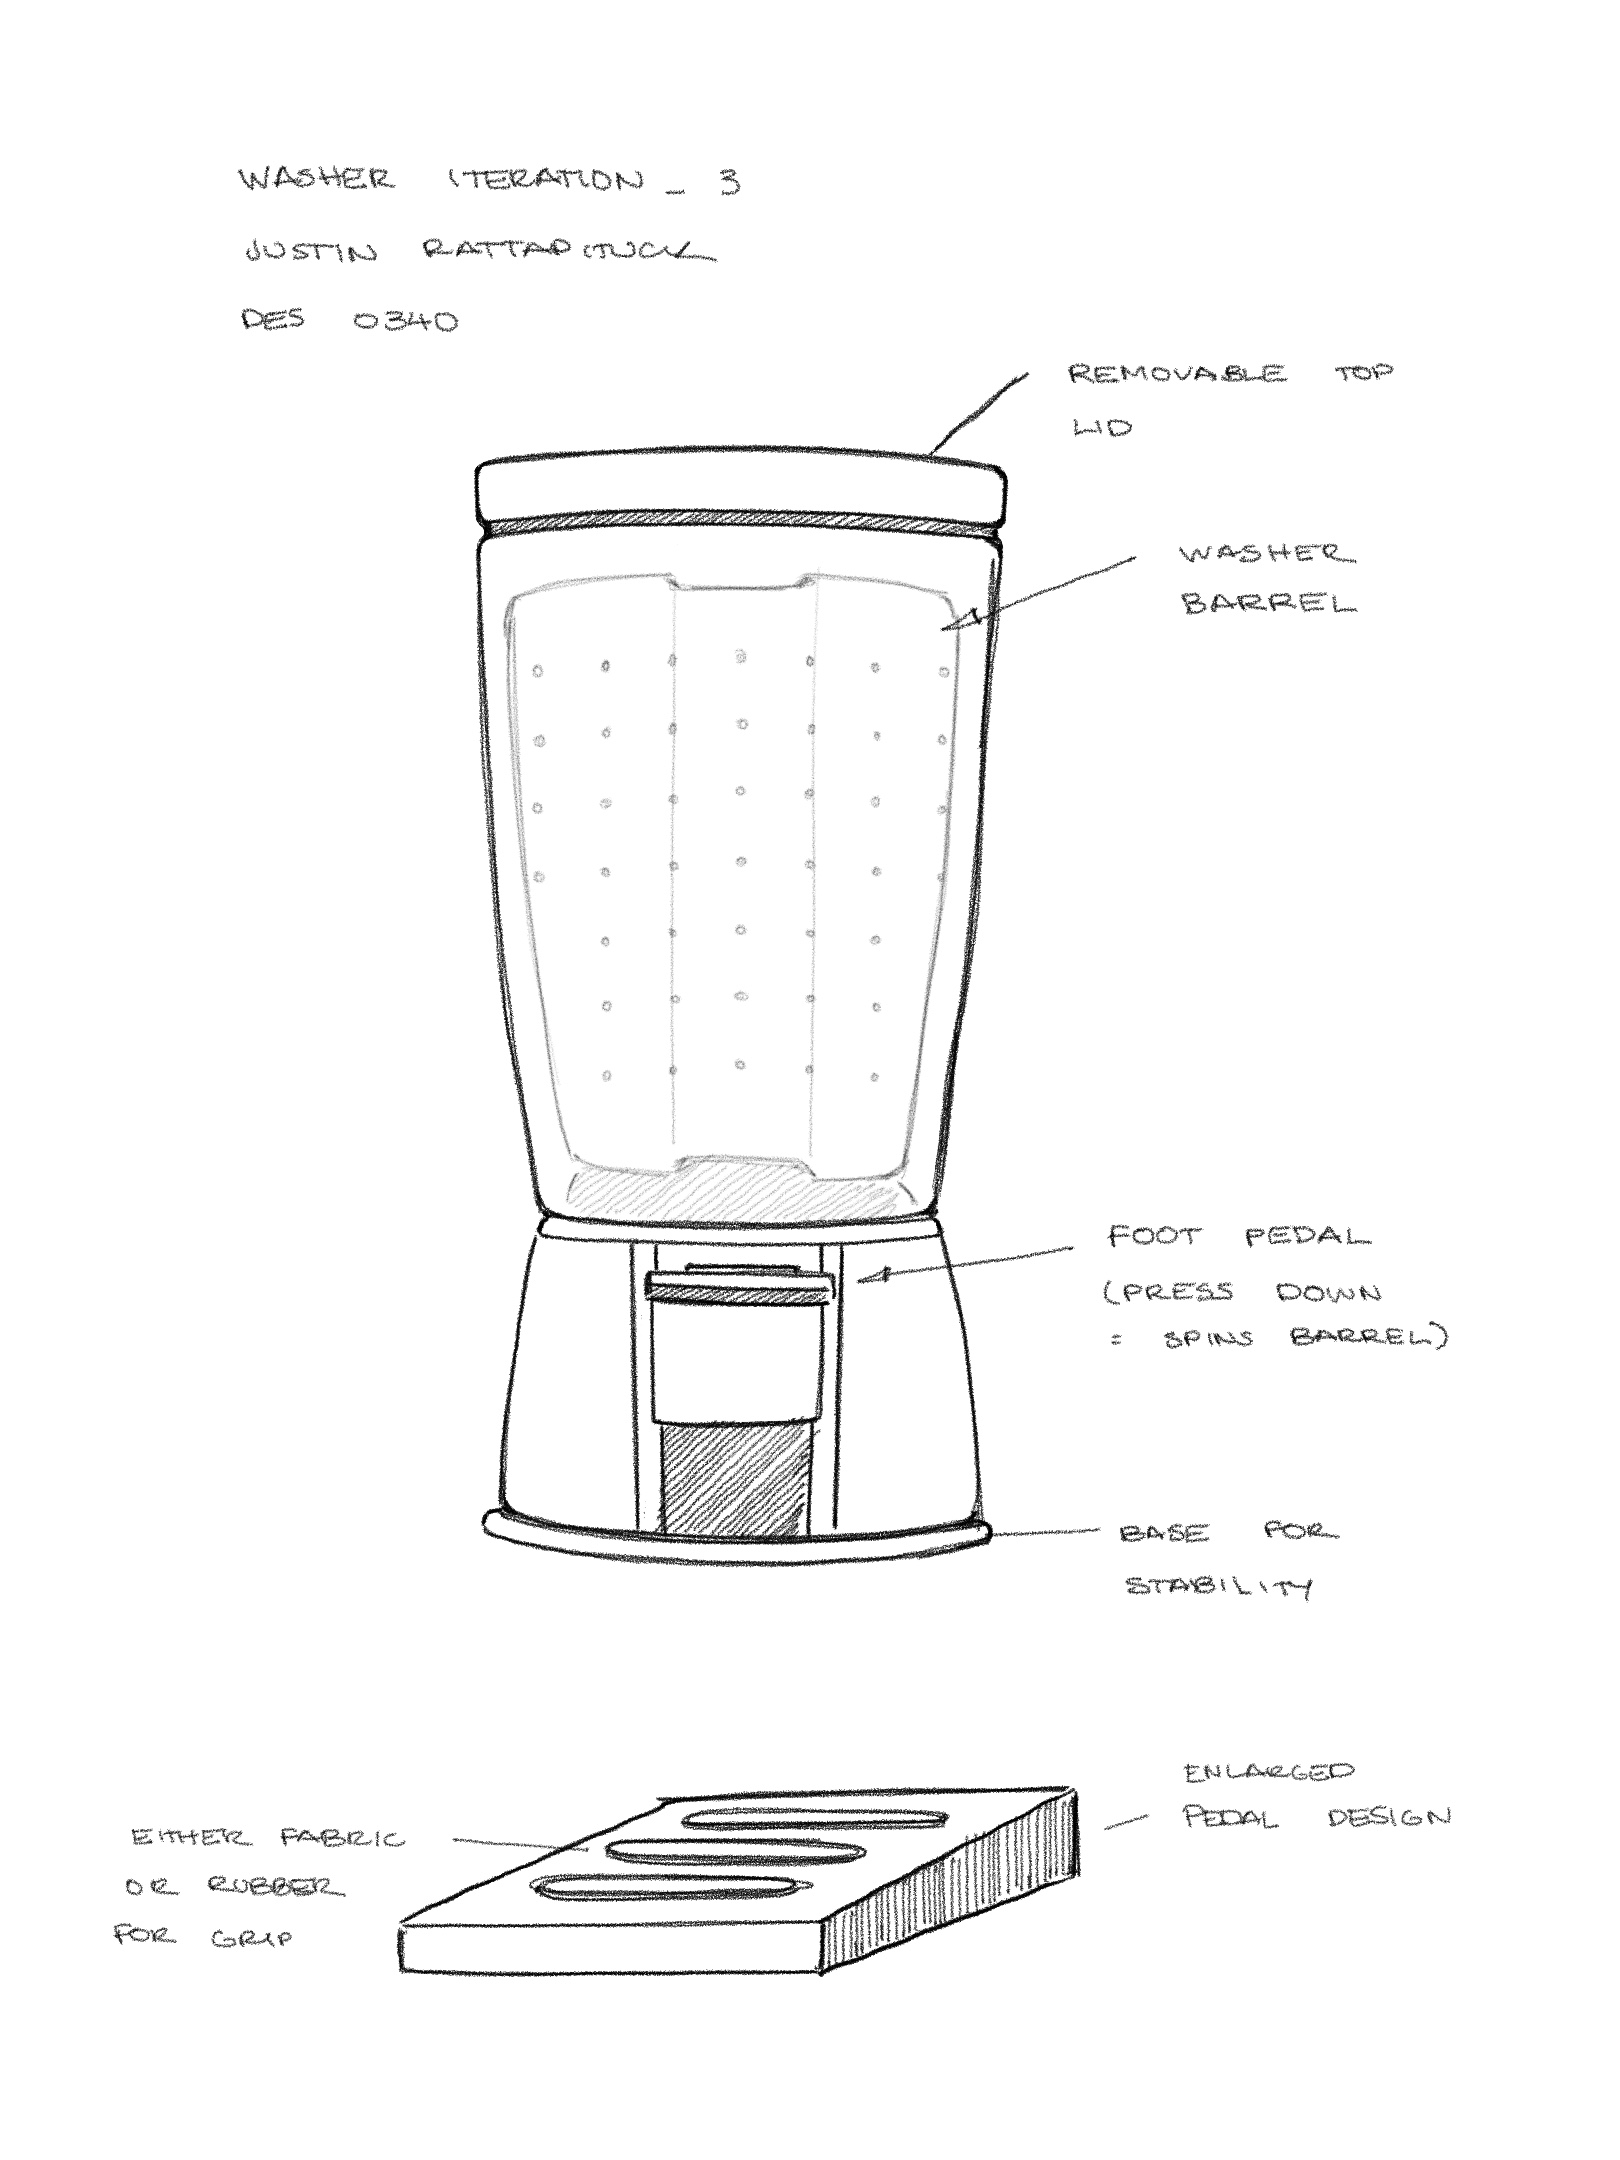 WASHER ITERATION _ 3
JUSTIN RATTAPITUCK
DES 0340
REMOVABLE TOP
LID
WASHER
BARREL
FOOT PEDAL
(PRESS DOWN
= SPINS BARREL)
BASE FOR
STABILITY
ENLARGED
PEDAL DESIGN
EITHER FABRIC
OR RUBBER
FOR GRIP